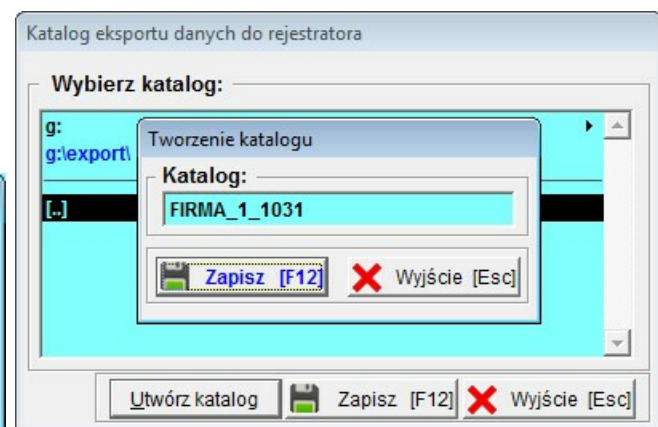 Katalog eksportu danych do rejestratora
Wybierz katalog:
g:
g:\export\
[..]
Tworzenie katalogu
Katalog:
FIRMA_1_1031
Zapisz [F12]
Wyjście [Esc]
Utwórz katalog
Zapisz [F12]
Wyjście [Esc]